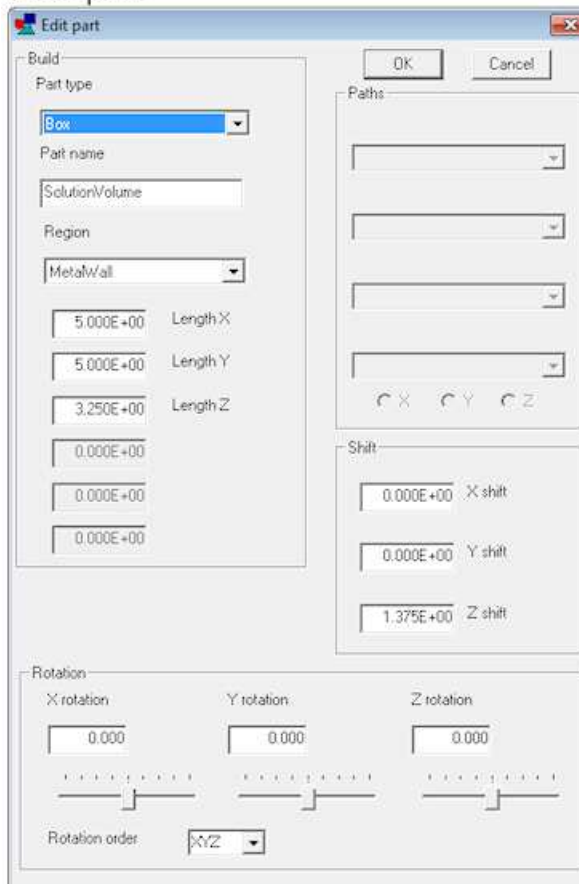 Edit part
Build
Part type
Box
Part name
SolutionVolume
Region
MetalWall
5.000E+00 Length X
5.000E+00 Length Y
3.250E+00 Length Z
0.000E+00
0.000E+00
0.000E+00
OK Cancel
Paths
X Y Z
Shift
0.000E+00 X shift
0.000E+00 Y shift
1.375E+00 Z shift
Rotation
X rotation Y rotation Z rotation
0.000 0.000 0.000
Rotation order XYZ